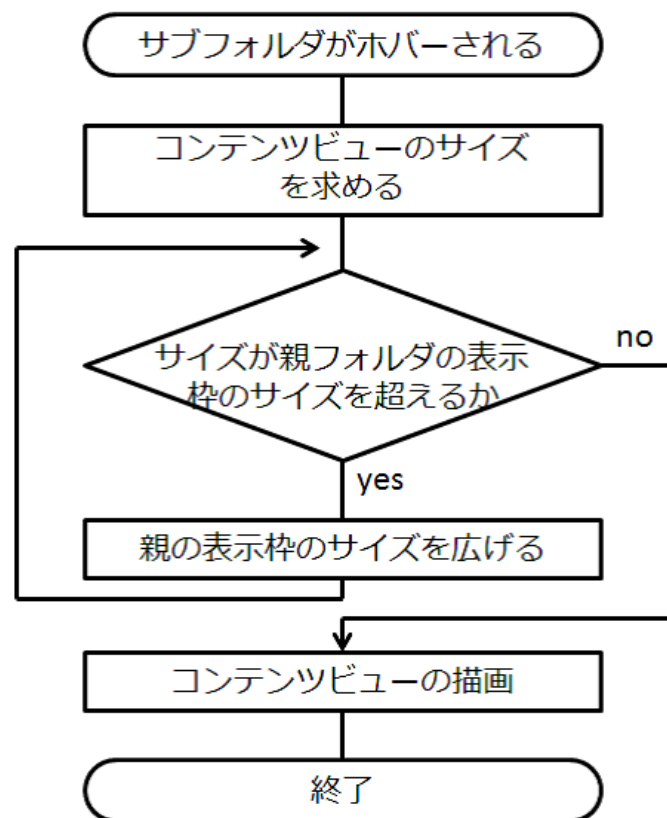 サブフォルダがホバーされる
コンテンツビューのサイズ
を求める
サイズが親フォルダの表示
枠のサイズを超えるか
no
yes
親の表示枠のサイズを広げる
コンテンツビューの描画
終了